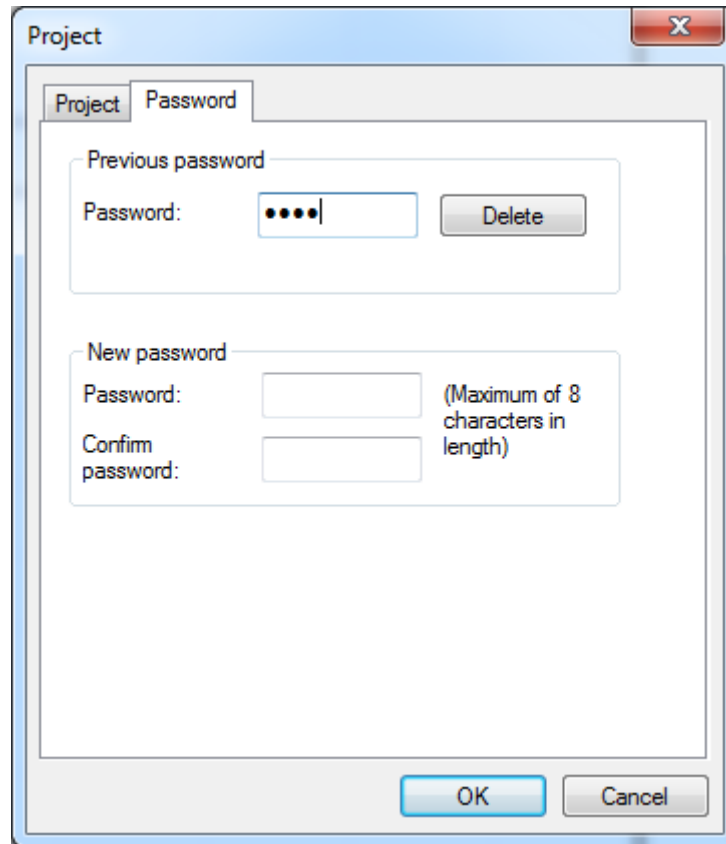 Project
Project Password
Previous password
Password: ●●●● Delete
New password
Password: (Maximum of 8
characters in
length)
Confirm
password:
OK Cancel